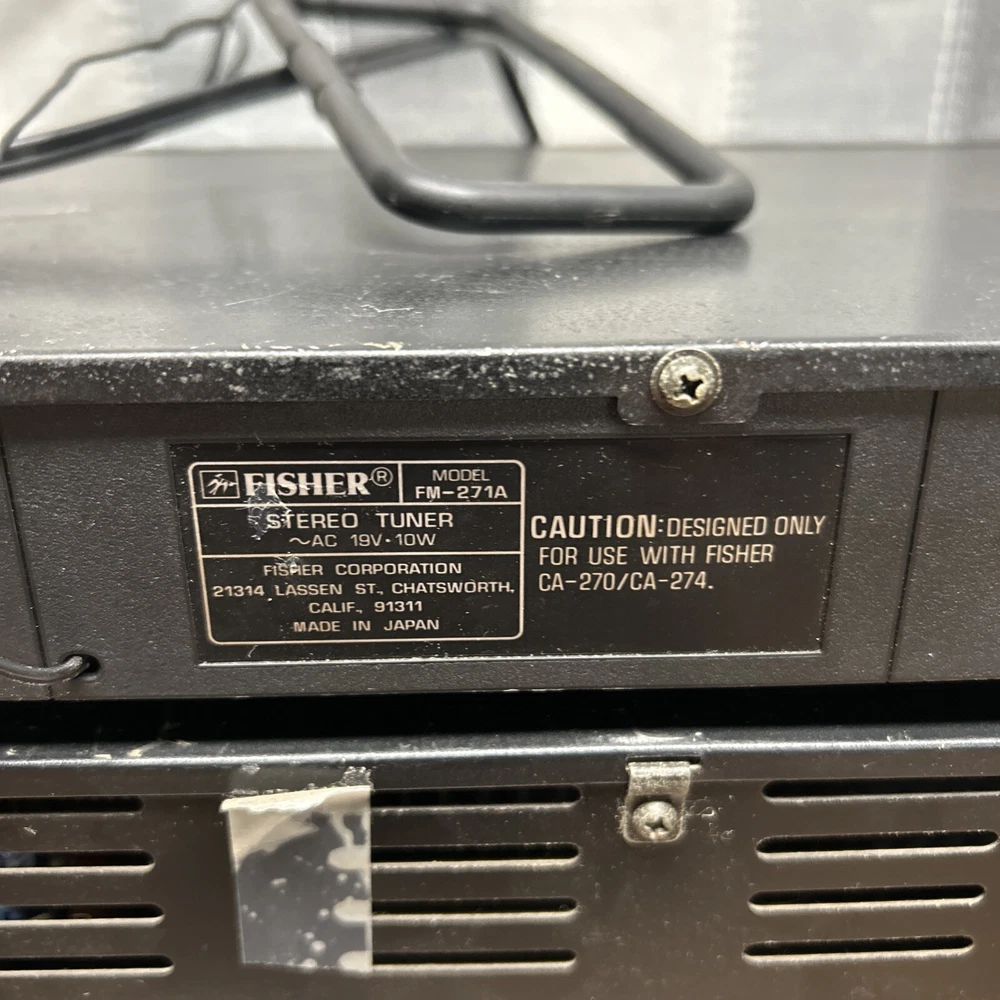 FISHER®
MODEL
FM-271A
STEREO TUNER
~AC 19V·10W
FISHER CORPORATION
21314 LASSEN ST., CHATSWORTH,
CALIF., 91311
MADE IN JAPAN
CAUTION: DESIGNED ONLY
FOR USE WITH FISHER
CA-270/CA-274.